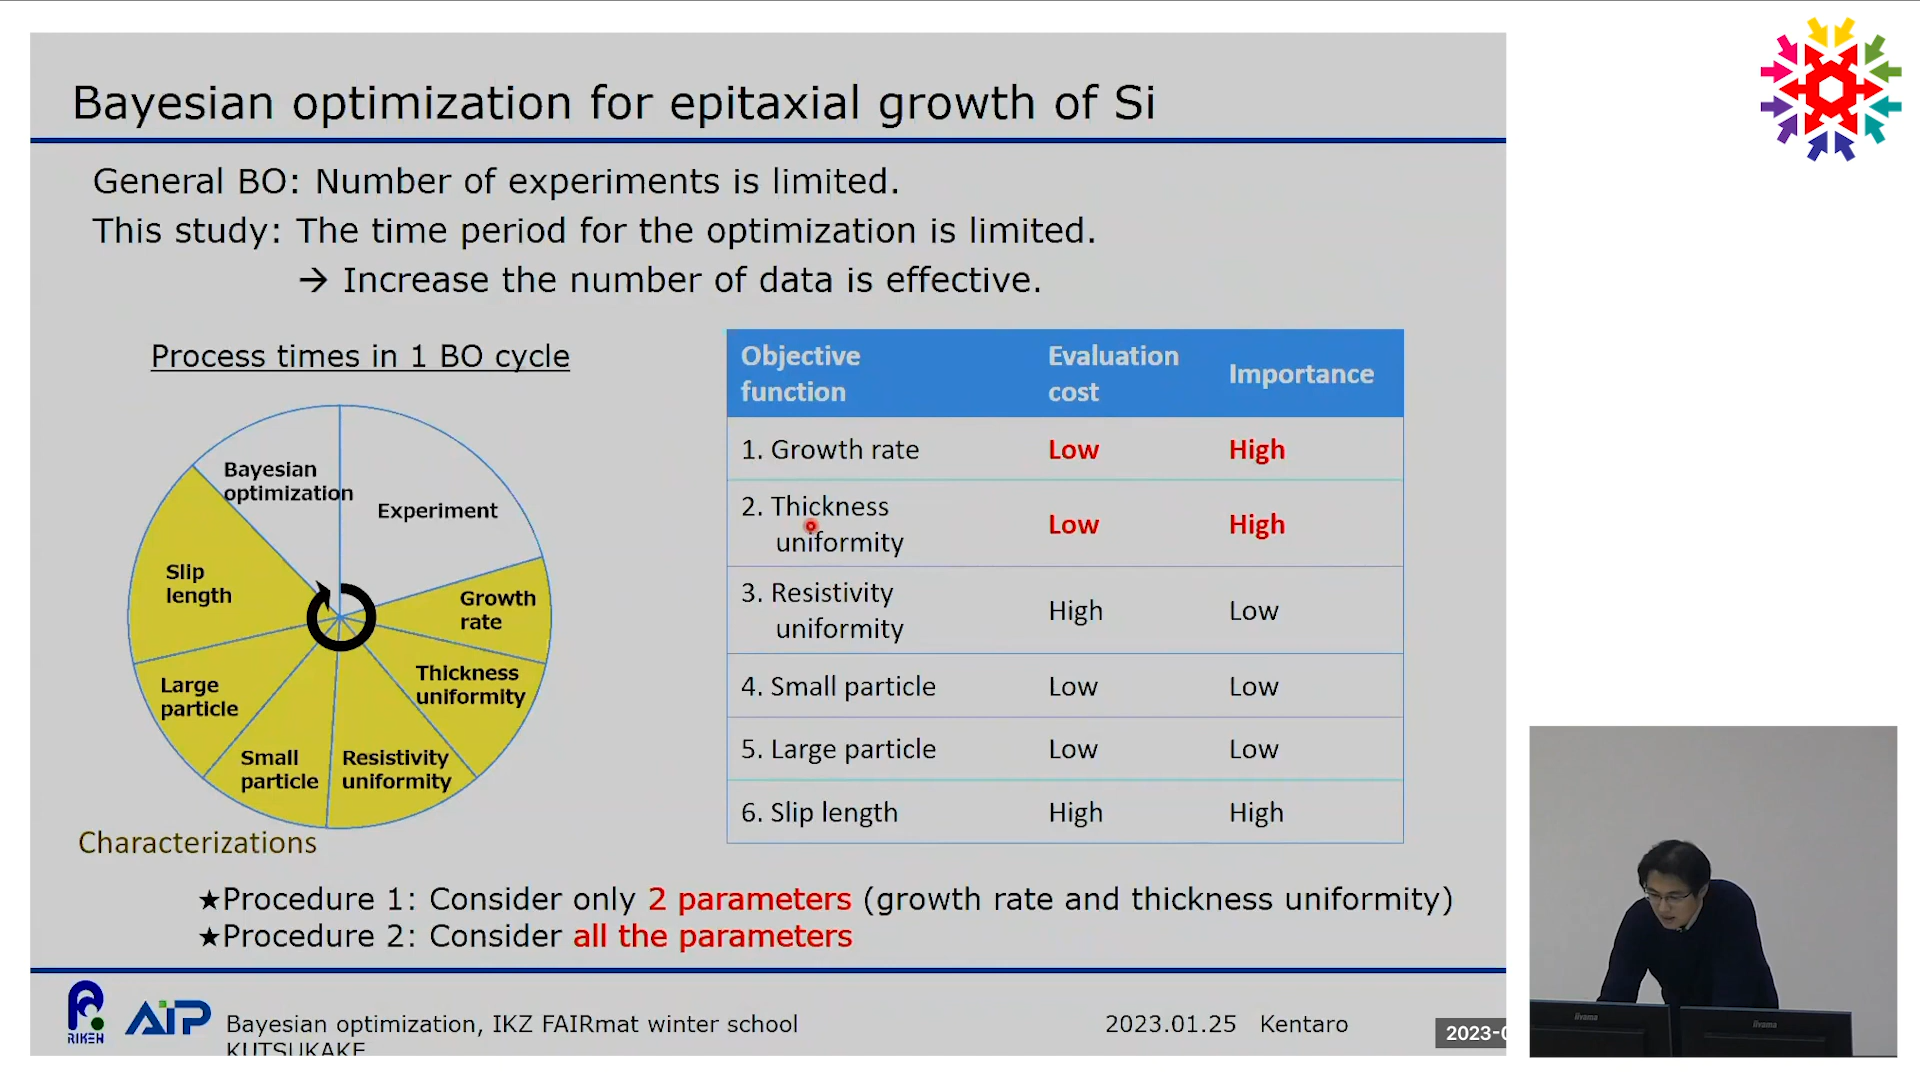 Bayesian optimization for epitaxial growth of Si
General BO: Number of experiments is limited.
This study: The time period for the optimization is limited.
→ Increase the number of data is effective.
Process times in 1 BO cycle
Bayesian
optimization
Experiment
Slip
length
Growth
rate
Thickness
uniformity
Large
particle
Small
particle
Resistivity
uniformity
Characterizations
Objective
function
Evaluation
cost
Importance
1. Growth rate
Low
High
2. Thickness
uniformity
Low
High
3. Resistivity
uniformity
High
Low
4. Small particle
Low
Low
5. Large particle
Low
Low
6. Slip length
High
High
★Procedure 1: Consider only 2 parameters (growth rate and thickness uniformity)
★Procedure 2: Consider all the parameters
RIKEN
AIP
Bayesian optimization, IKZ FAIRmat winter school
2023.01.25 Kentaro
KUTSUKAKE
2023-0
iiyama
iiyama